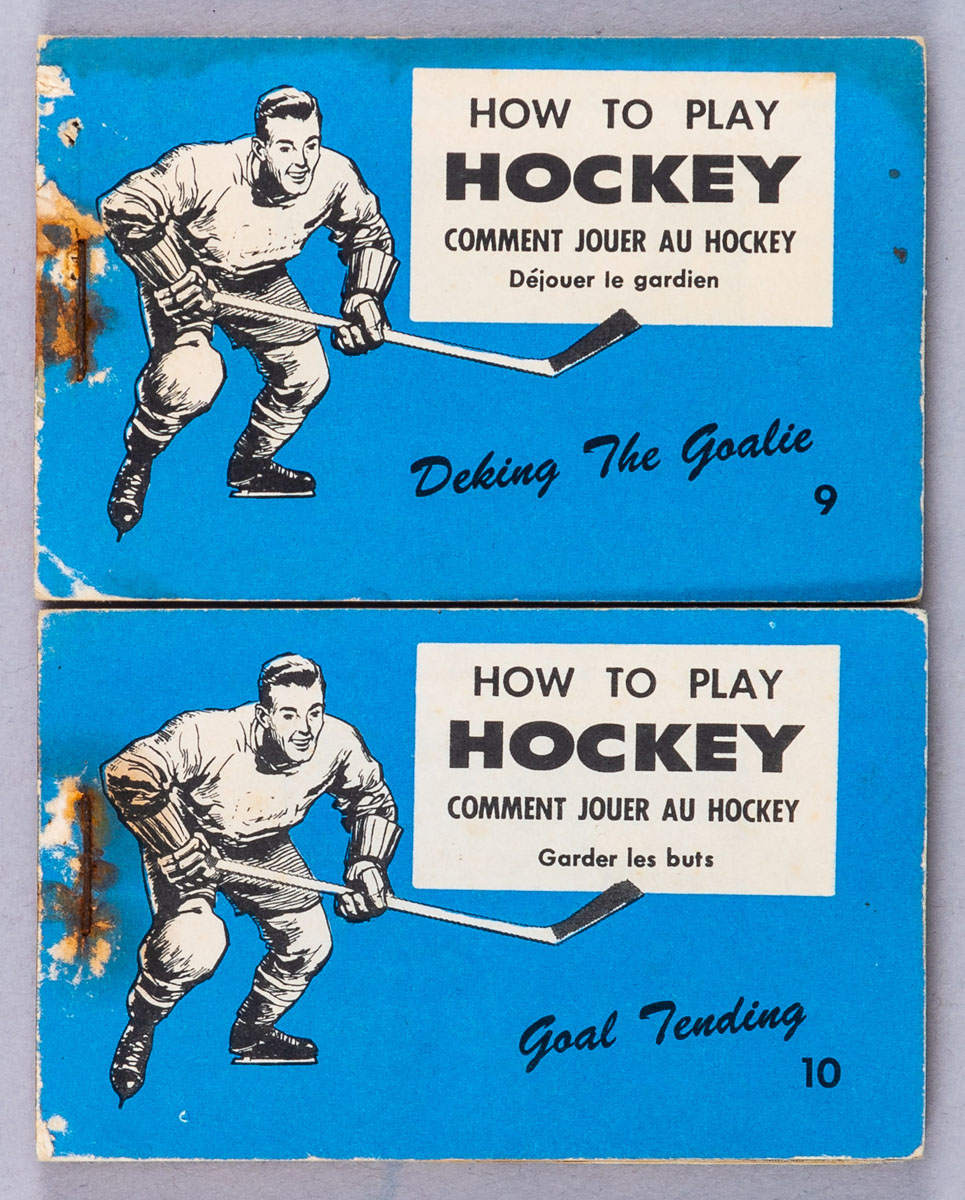 HOW TO PLAY
HOCKEY
COMMENT JOUER AU HOCKEY
Déjouer le gardien
Deking The Goalie
9
HOW TO PLAY
HOCKEY
COMMENT JOUER AU HOCKEY
Garder les buts
Goal Tending
10